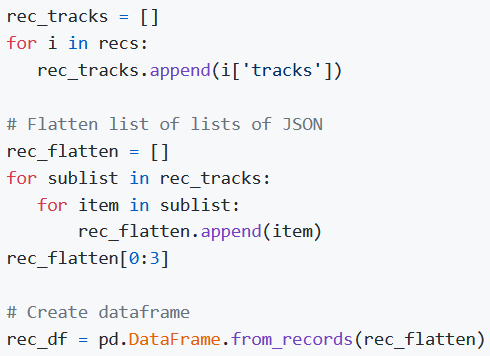 rec_tracks = []
for i in recs:
   rec_tracks.append(i['tracks'])

# Flatten list of lists of JSON
rec_flatten = []
for sublist in rec_tracks:
   for item in sublist:
       rec_flatten.append(item)
rec_flatten[0:3]

# Create dataframe
rec_df = pd.DataFrame.from_records(rec_flatten)